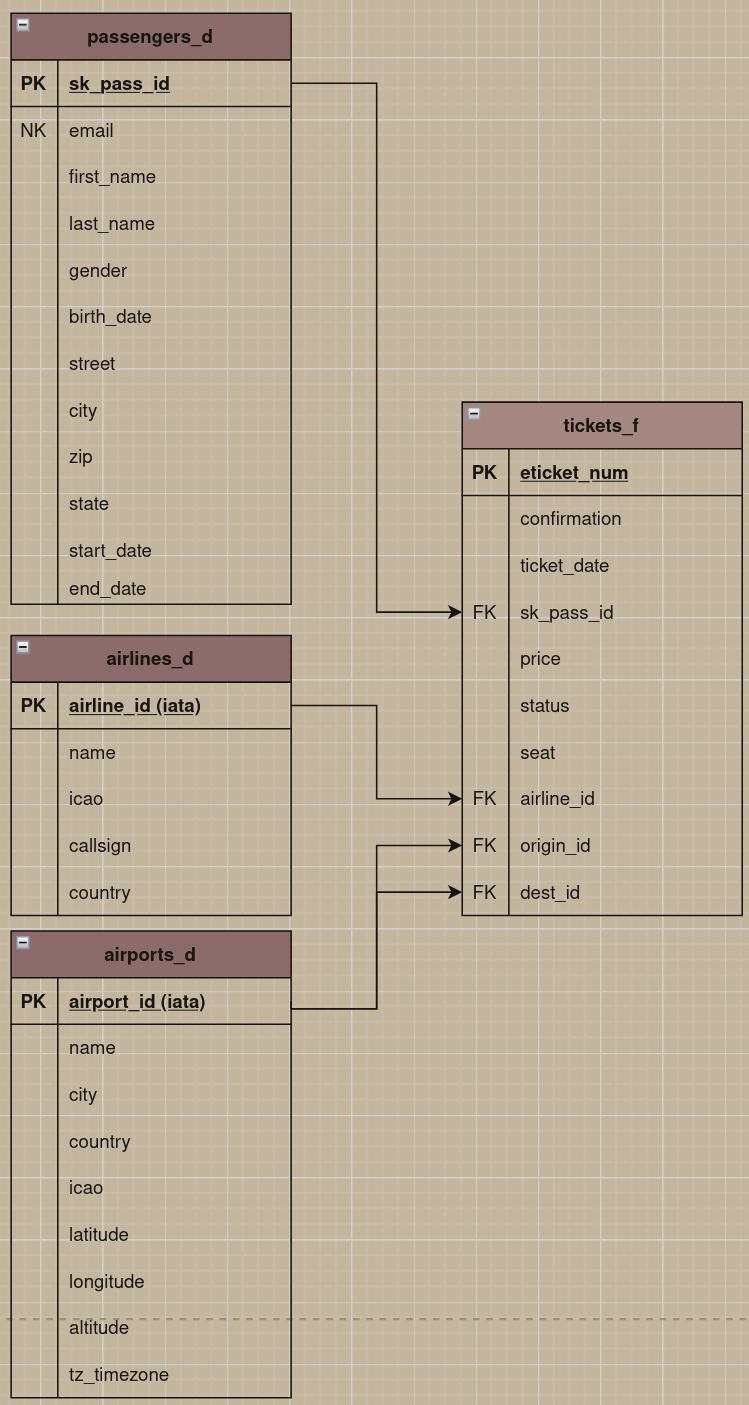 passengers_d
PK sk_pass_id
NK email
first_name
last_name
gender
birth_date
street
city
zip
state
start_date
end_date
tickets_f
PK eticket_num
confirmation
ticket_date
FK sk_pass_id
price
status
seat
FK airline_id
FK origin_id
FK dest_id
airlines_d
PK airline_id (iata)
name
icao
callsign
country
airports_d
PK airport_id (iata)
name
city
country
icao
latitude
longitude
altitude
tz_timezone